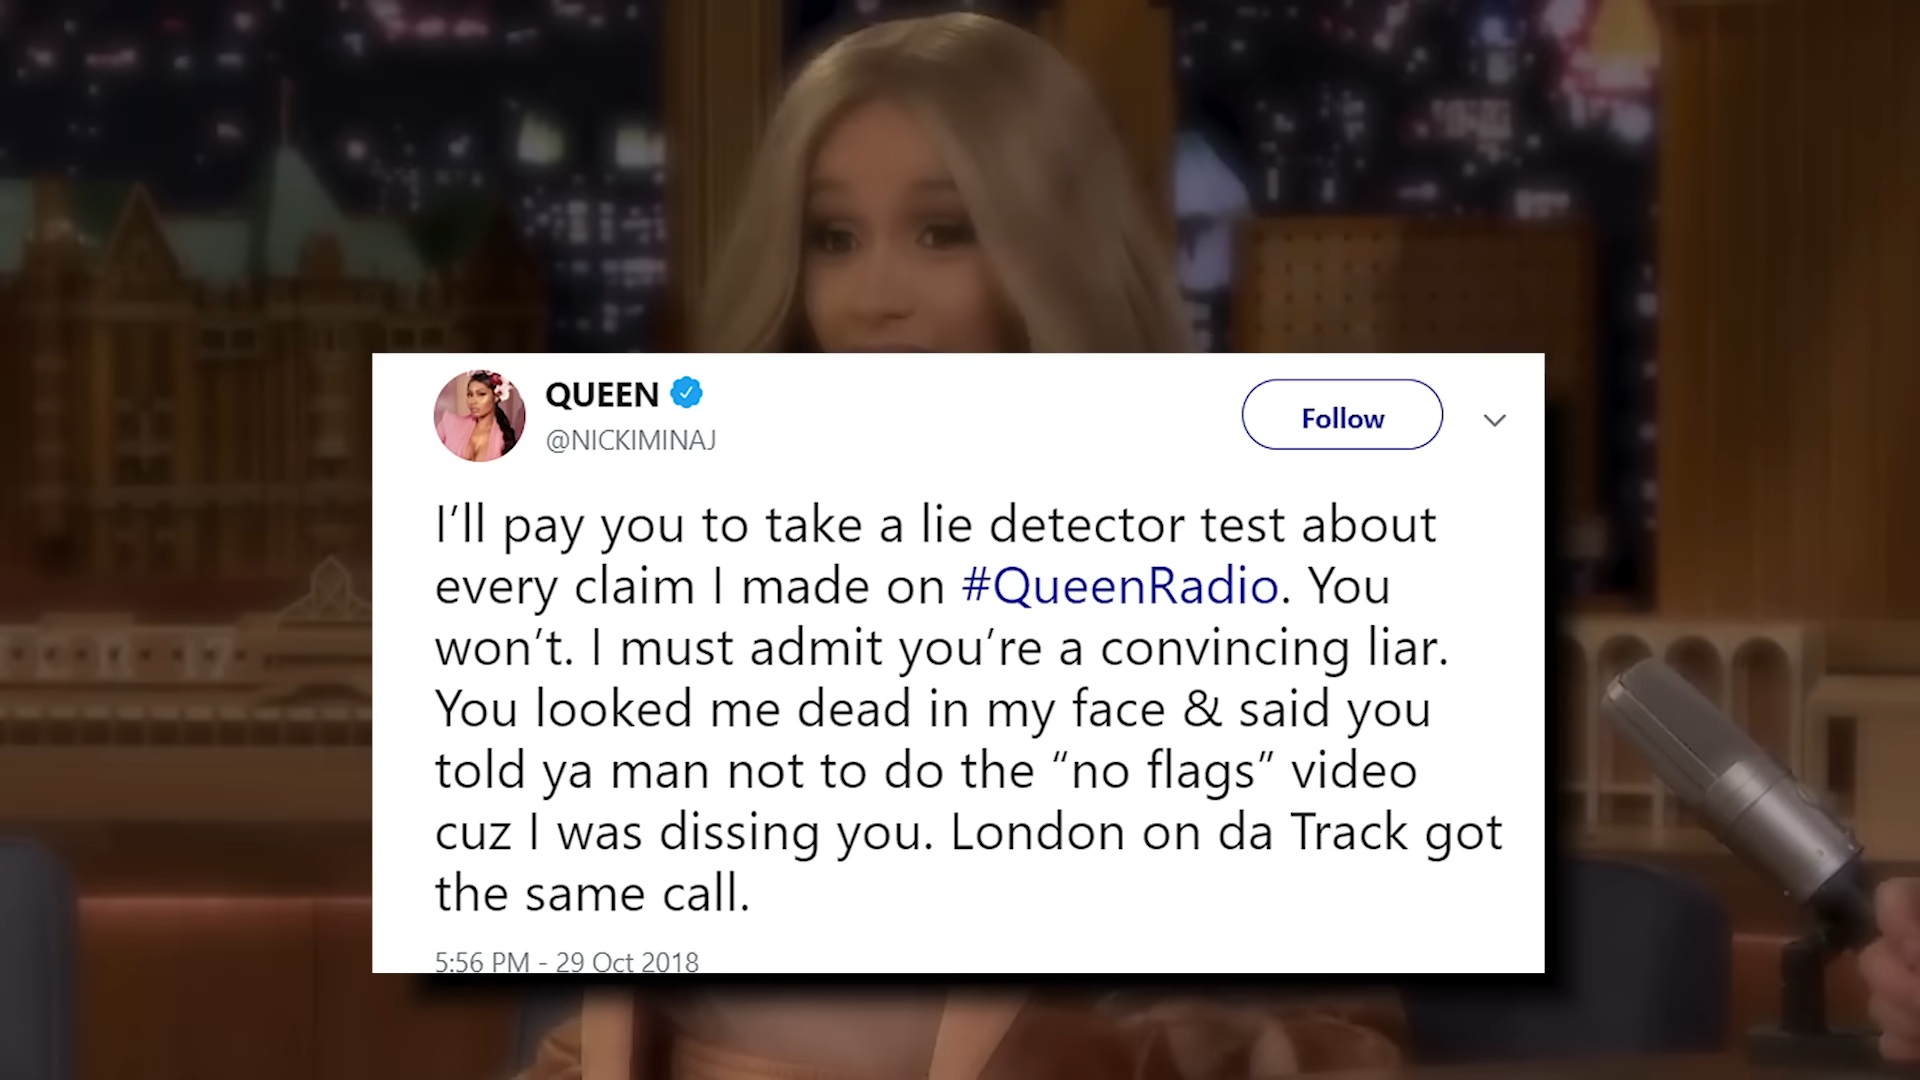 QUEEN
@NICKIMINAJ
Follow
I’ll pay you to take a lie detector test about
every claim I made on #QueenRadio. You
won’t. I must admit you’re a convincing liar.
You looked me dead in my face & said you
told ya man not to do the “no flags” video
cuz I was dissing you. London on da Track got
the same call.
5:56 PM - 29 Oct 2018